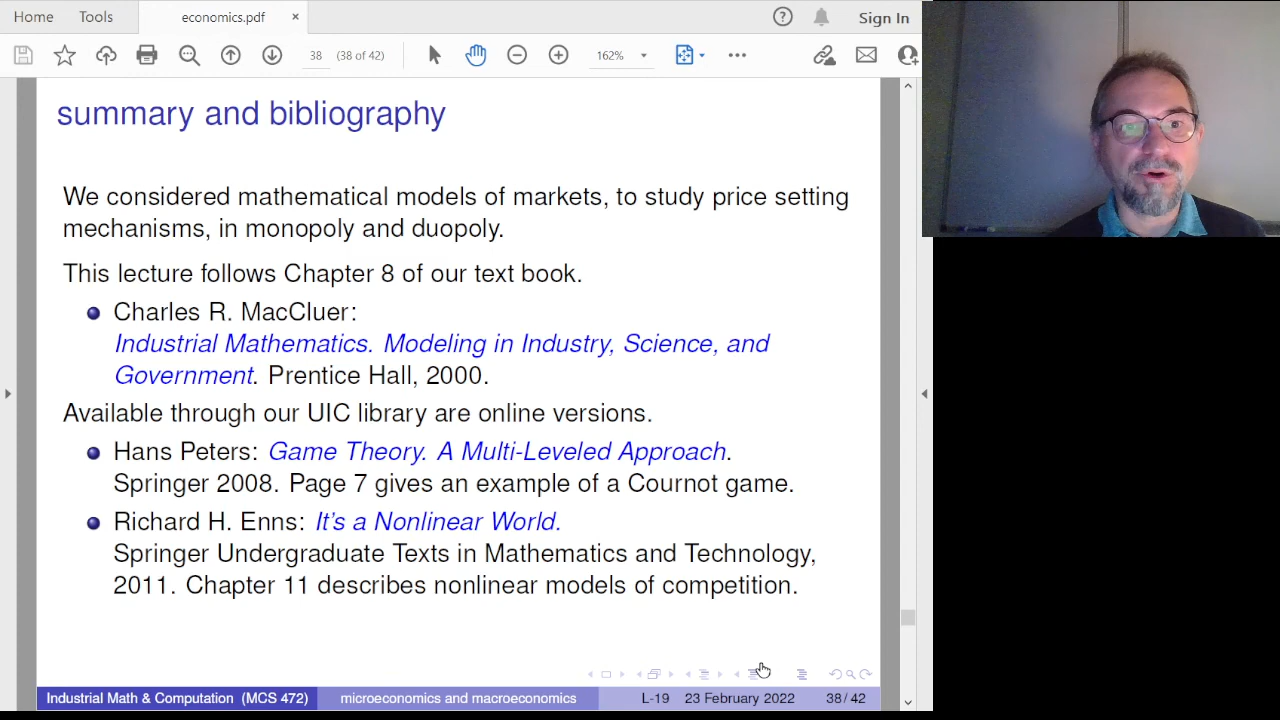 Home Tools economics.pdf × Sign In
38 (38 of 42) 162%
summary and bibliography
We considered mathematical models of markets, to study price setting
mechanisms, in monopoly and duopoly.
This lecture follows Chapter 8 of our text book.
Charles R. MacCluer:
Industrial Mathematics. Modeling in Industry, Science, and
Government. Prentice Hall, 2000.
Available through our UIC library are online versions.
Hans Peters: Game Theory. A Multi-Leveled Approach.
Springer 2008. Page 7 gives an example of a Cournot game.
Richard H. Enns: It's a Nonlinear World.
Springer Undergraduate Texts in Mathematics and Technology,
2011. Chapter 11 describes nonlinear models of competition.
Industrial Math & Computation (MCS 472) microeconomics and macroeconomics L-19 23 February 2022 38 / 42